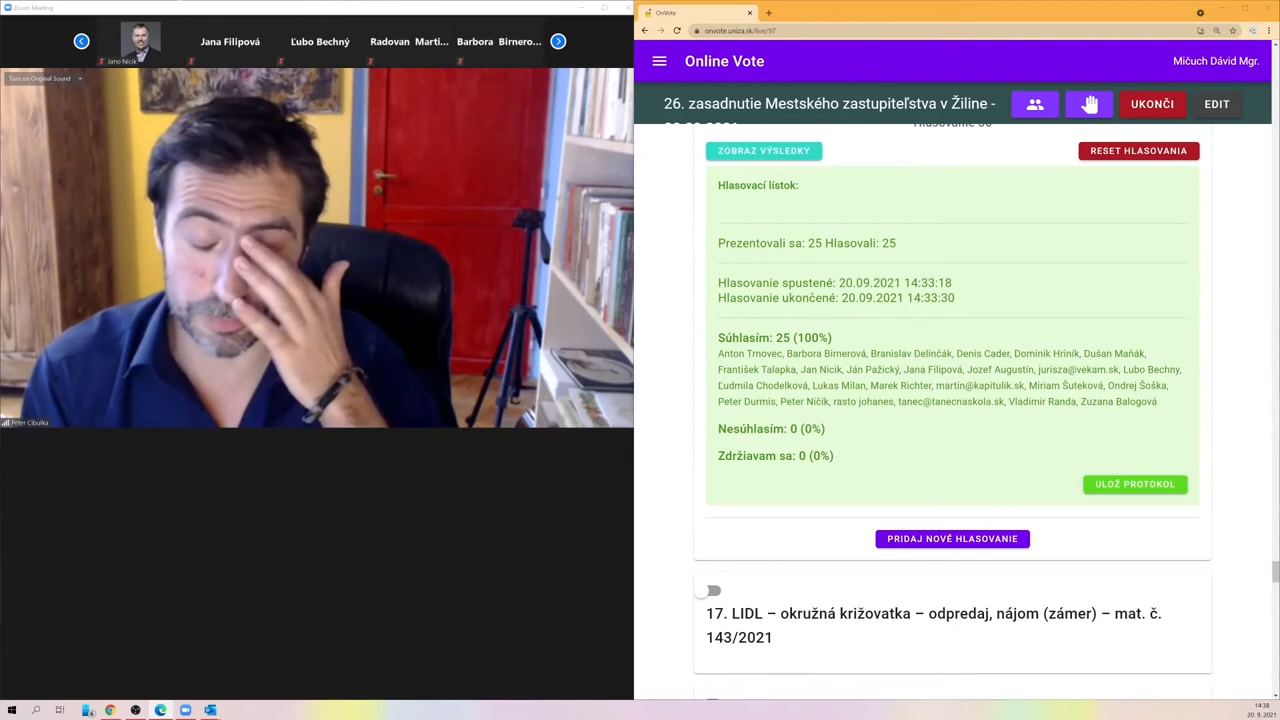 Zoom Meeting
Jana Filipová
Ľubo Bechný
Radovan Marti...
Barbora Birnero...
Jano Nicik
Turn on Original Sound
Peter Cibulka
OnVote
onvote.uniza.sk/live/97
Online Vote
Mičuch Dávid Mgr.
26. zasadnutie Mestského zastupiteľstva v Žiline -
UKONČI
EDIT
ZOBRAZ VÝSLEDKY
RESET HLASOVANIA
Hlasovací lístok:
Prezentovali sa: 25 Hlasovali: 25
Hlasovanie spustené: 20.09.2021 14:33:18
Hlasovanie ukončené: 20.09.2021 14:33:30
Súhlasím: 25 (100%)
Anton Trnovec, Barbora Birnerová, Branislav Delinčák, Denis Cader, Dominik Hriník, Dušan Maňák,
František Talapka, Jan Nicik, Ján Pažický, Jana Filipová, Jozef Augustín, jurisza@vekam.sk, Lubo Bechny,
Ľudmila Chodelková, Lukas Milan, Marek Richter, martin@kapitulik.sk, Miriam Šuteková, Ondrej Šoška,
Peter Durmis, Peter Ničík, rasto johanes, tanec@tanecnaskola.sk, Vladimir Randa, Zuzana Balogová
Nesúhlasím: 0 (0%)
Zdržiavam sa: 0 (0%)
ULOŽ PROTOKOL
PRIDAJ NOVÉ HLASOVANIE
17. LIDL – okružná križovatka – odpredaj, nájom (zámer) – mat. č.
143/2021
14:38
20. 9. 2021